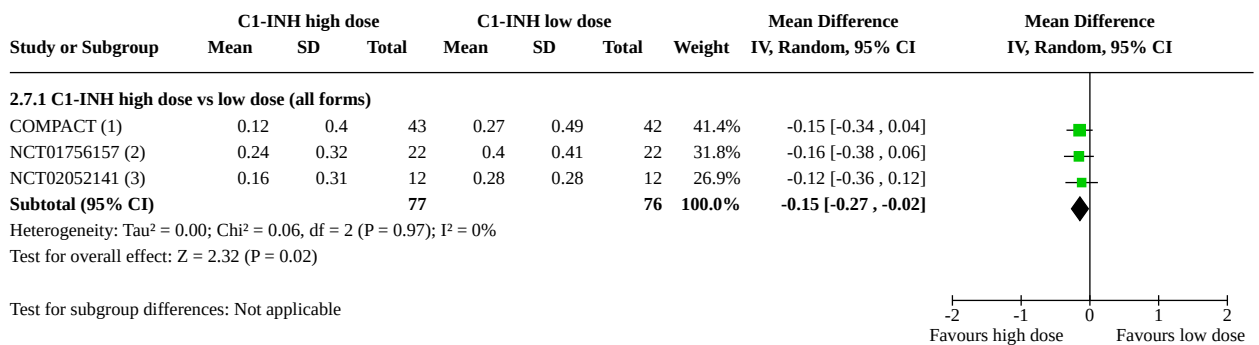 C1-INH high dose C1-INH low dose Mean Difference Mean Difference
Study or Subgroup Mean SD Total Mean SD Total Weight IV, Random, 95% CI IV, Random, 95% CI
2.7.1 C1-INH high dose vs low dose (all forms)
COMPACT (1) 0.12 0.4 43 0.27 0.49 42 41.4% -0.15 [-0.34 , 0.04]
NCT01756157 (2) 0.24 0.32 22 0.4 0.41 22 31.8% -0.16 [-0.38 , 0.06]
NCT02052141 (3) 0.16 0.31 12 0.28 0.28 12 26.9% -0.12 [-0.36 , 0.12]
Subtotal (95% CI) 77 76 100.0% -0.15 [-0.27 , -0.02]
Heterogeneity: Tau² = 0.00; Chi² = 0.06, df = 2 (P = 0.97); I² = 0%
Test for overall effect: Z = 2.32 (P = 0.02)
Test for subgroup differences: Not applicable
-2 -1 0 1 2
Favours high dose Favours low dose